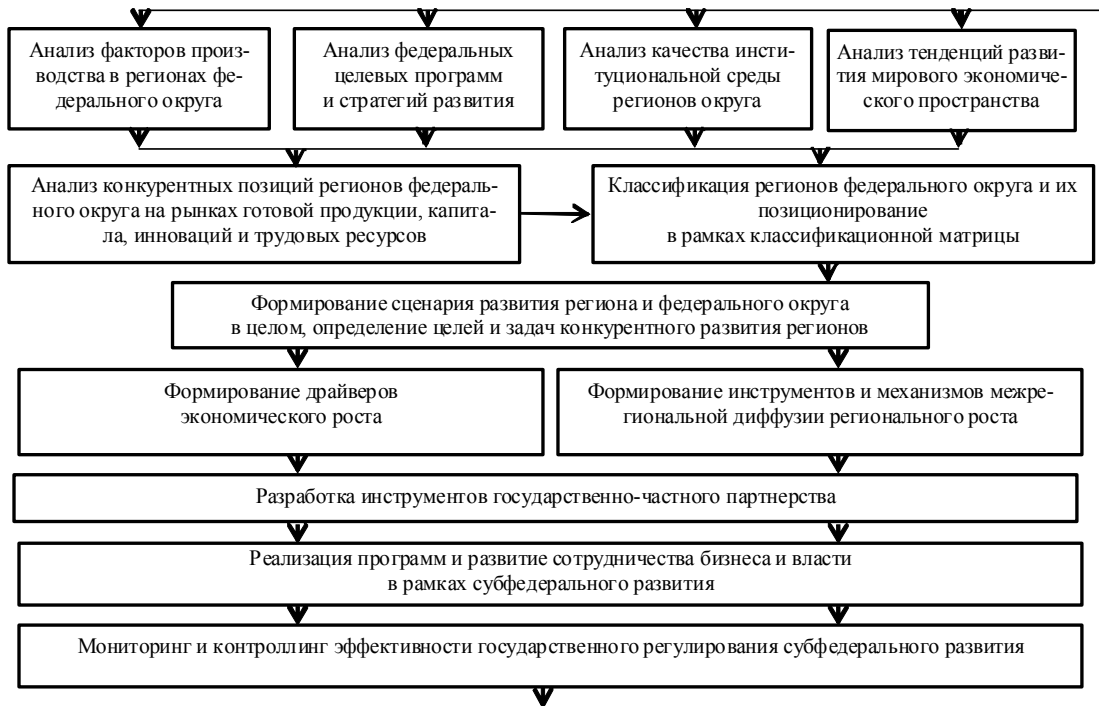 Анализ факторов произ-
водства в регионах фе-
дерального округа
Анализ федеральных
целевых программ
и стратегий развития
Анализ качества инсти-
туциональной среды
регионов округа
Анализ тенденций разви-
тия мирового экономиче-
ского пространства
Анализ конкурентных позиций регионов федераль-
ного округа на рынках готовой продукции, капита-
ла, инноваций и трудовых ресурсов
Классификация регионов федерального округа и их
позиционирование
в рамках классификационной матрицы
Формирование сценария развития региона и федерального округа
в целом, определение целей и задач конкурентного развития регионов
Формирование драйверов
экономического роста
Формирование инструментов и механизмов межре-
гиональной диффузии регионального роста
Разработка инструментов государственно-частного партнерства
Реализация программ и развитие сотрудничества бизнеса и власти
в рамках субфедерального развития
Мониторинг и контроллинг эффективности государственного регулирования субфедерального развития